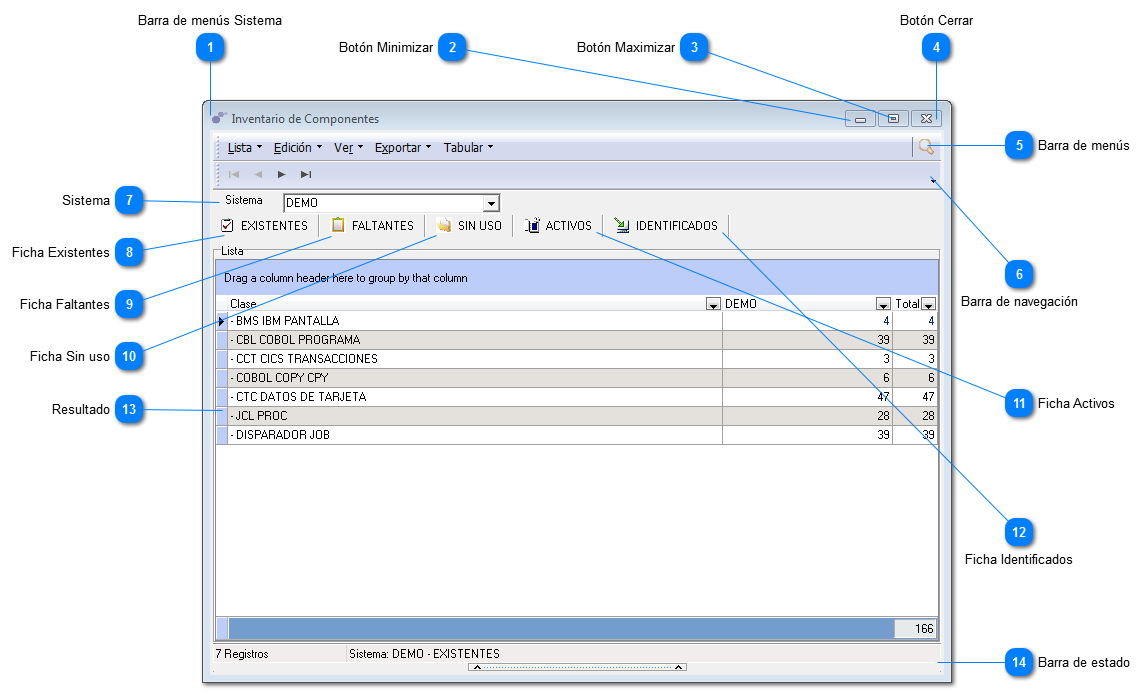 Barra de menús Sistema
Botón Cerrar
1
Botón Minimizar 2
Botón Maximizar 3
4
Inventario de Componentes
Lista Edición Ver Exportar Tabular
5 Barra de menús
Sistema 7
Sistema DEMO
EXISTENTES FALTANTES SIN USO ACTIVOS IDENTIFICADOS
Ficha Existentes 8
Lista
Drag a column header here to group by that column
6
Barra de navegación
Ficha Faltantes 9
Clase DEMO Total
- BMS IBM PANTALLA 4 4
- CBL COBOL PROGRAMA 39 39
Ficha Sin uso 10
- CCT CICS TRANSACCIONES 3 3
- COBOL COPY CPY 6 6
- CTC DATOS DE TARJETA 47 47
11 Ficha Activos
Resultado 13
- JCL PROC 28 28
- DISPARADOR JOB 39 39
12
Ficha Identificados
166
7 Registros Sistema: DEMO - EXISTENTES
14 Barra de estado